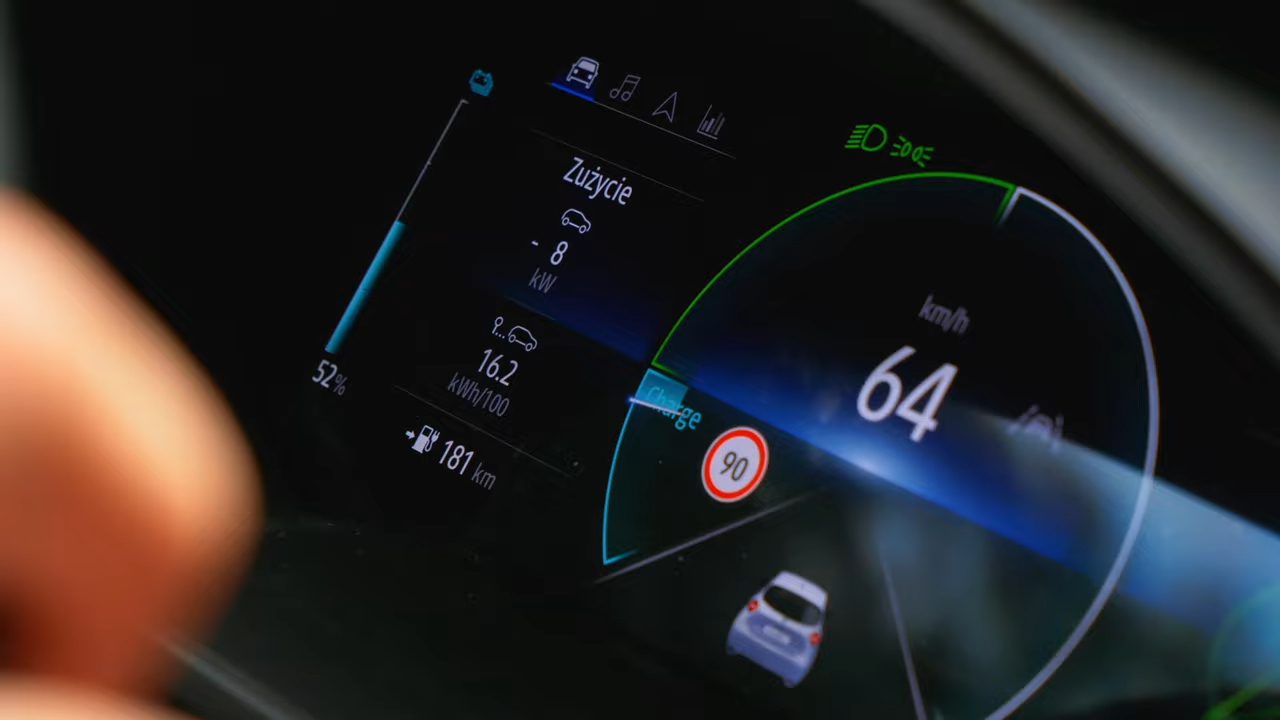 Zużycie
- 8
kW
16.2
kWh/100
52%
181 km
km/h
64
Charge
90